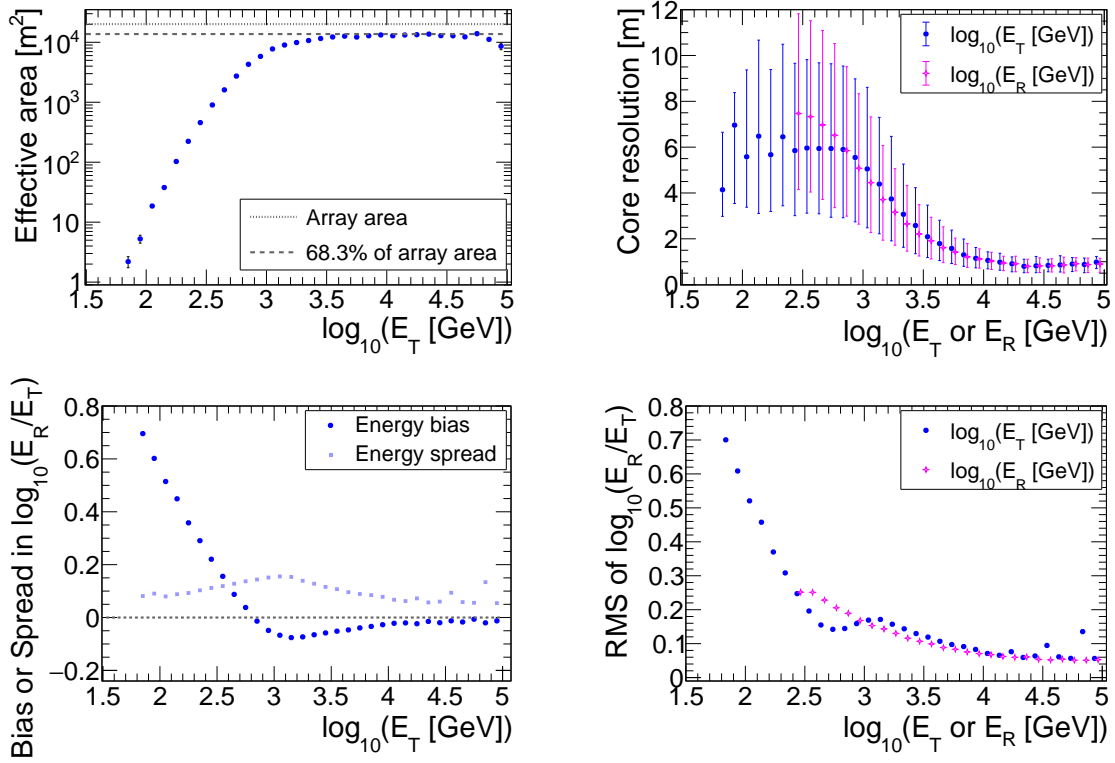 Effective area [m²]
10⁴
10³
10²
10
1
Array area
68.3% of array area
1.5 2 2.5 3 3.5 4 4.5 5
log₁₀(E_T [GeV])
Core resolution [m]
12
10
8
6
4
2
0
log₁₀(E_T [GeV])
log₁₀(E_R [GeV])
1.5 2 2.5 3 3.5 4 4.5 5
log₁₀(E_T or E_R [GeV])
Bias or Spread in log₁₀(E_R/E_T)
0.8
0.6
0.4
0.2
0
−0.2
Energy bias
Energy spread
1.5 2 2.5 3 3.5 4 4.5 5
log₁₀(E_T [GeV])
RMS of log₁₀(E_R/E_T)
0.8
0.7
0.6
0.5
0.4
0.3
0.2
0.1
0
log₁₀(E_T [GeV])
log₁₀(E_R [GeV])
1.5 2 2.5 3 3.5 4 4.5 5
log₁₀(E_T or E_R [GeV])